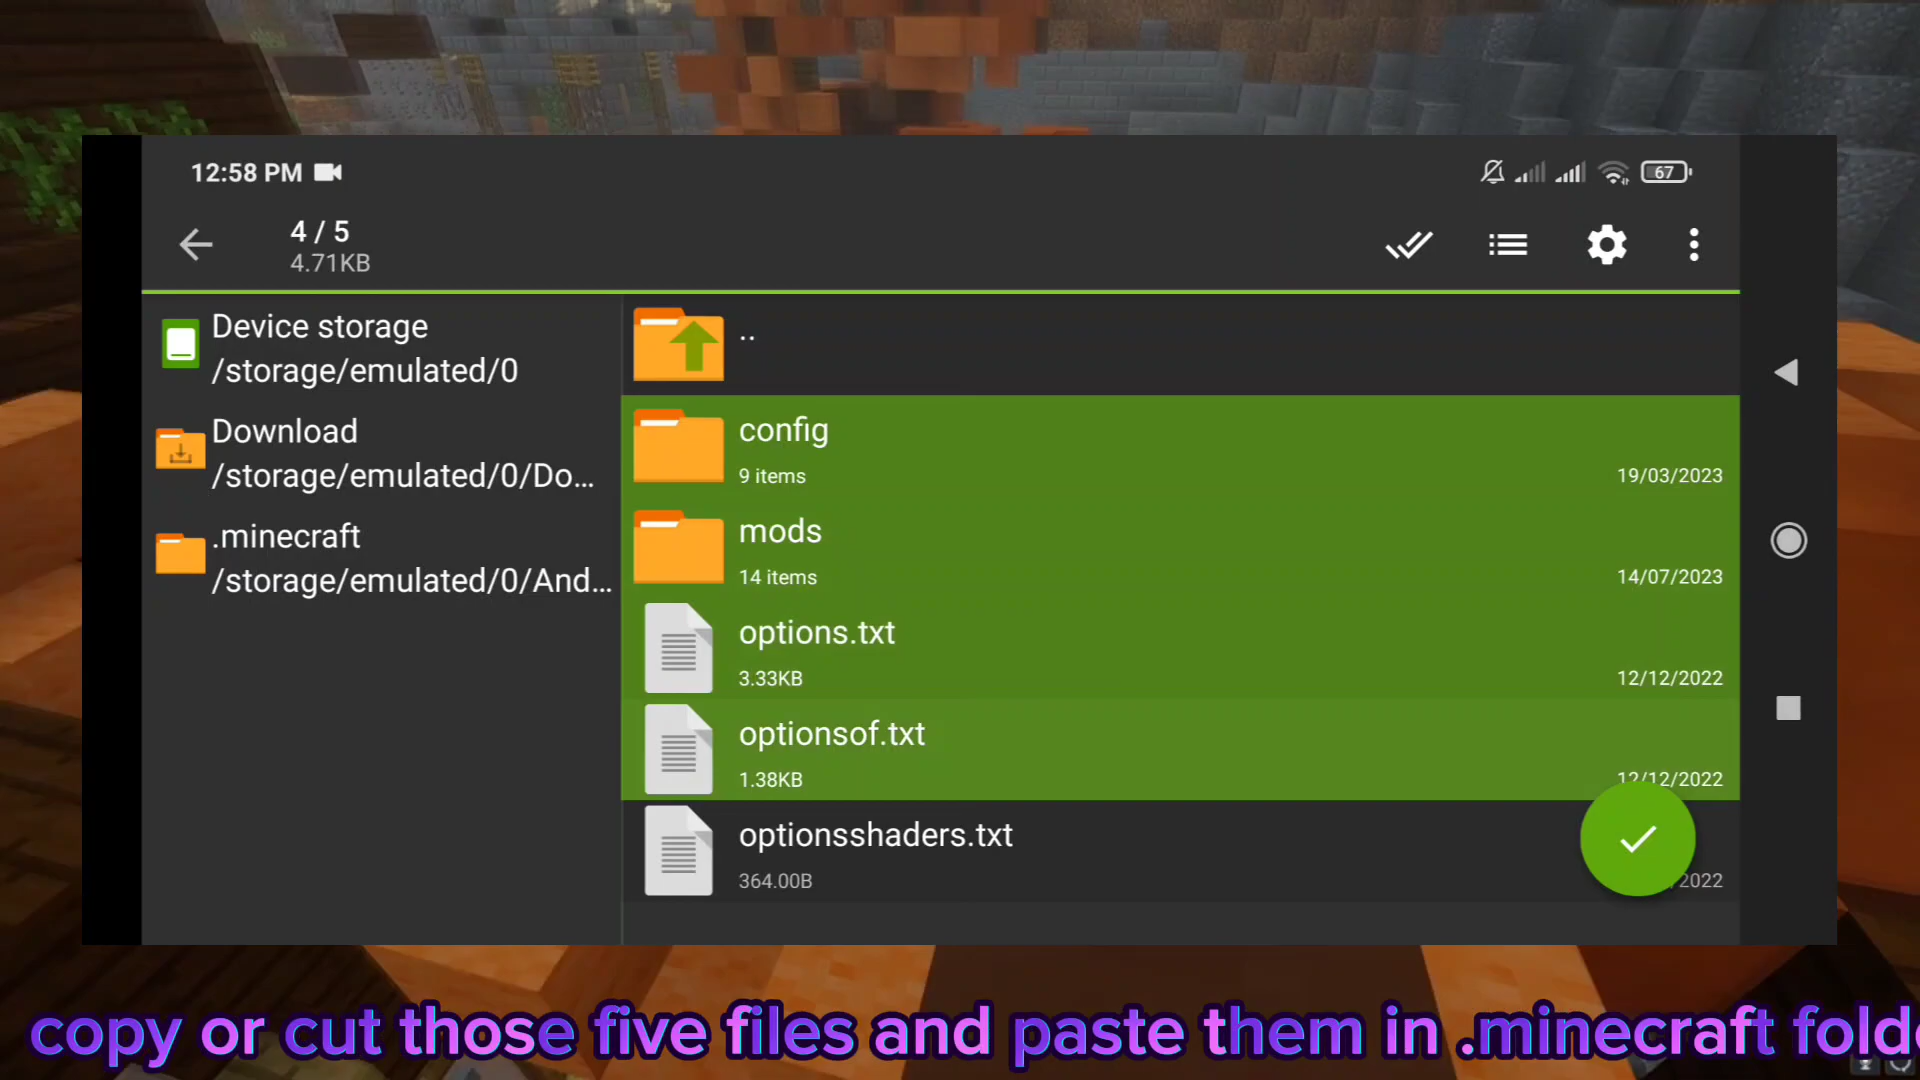 12:58 PM
67
4 / 5
4.71KB
Device storage
/storage/emulated/0
Download
/storage/emulated/0/Do...
.minecraft
/storage/emulated/0/And...
..
config
9 items
19/03/2023
mods
14 items
14/07/2023
options.txt
3.33KB
12/12/2022
optionsof.txt
1.38KB
12/12/2022
optionsshaders.txt
364.00B
/2022
copy or cut those five files and paste them in .minecraft folde